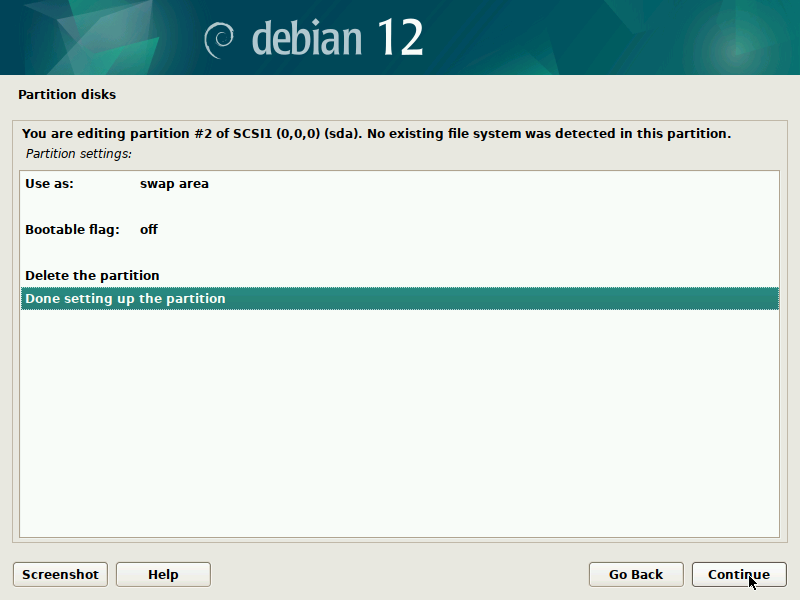 debian 12
Partition disks
You are editing partition #2 of SCSI1 (0,0,0) (sda). No existing file system was detected in this partition.
Partition settings:
Use as: swap area
Bootable flag: off
Delete the partition
Done setting up the partition
Screenshot Help Go Back Continue